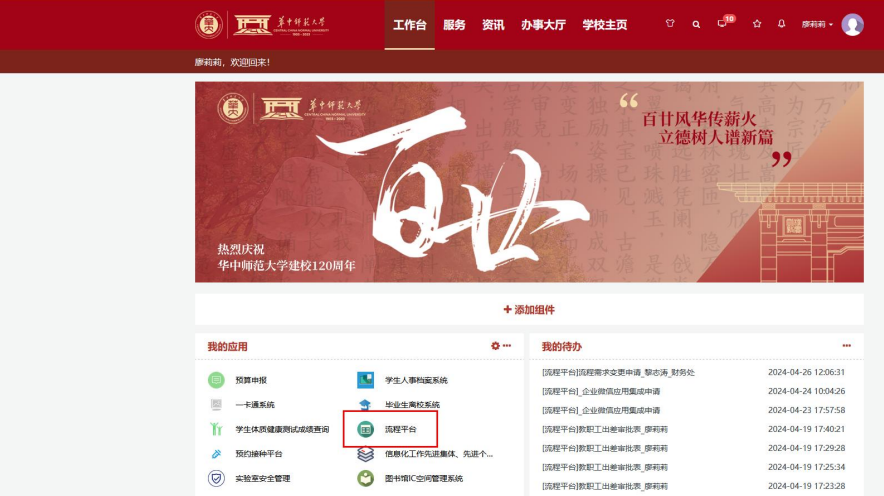 華中師範大學
CENTRAL CHINA NORMAL UNIVERSITY
1903 - 2023
工作台 服务 资讯 办事大厅 学校主页
10
廖莉莉
廖莉莉，欢迎回来！
華中師範大學
CENTRAL CHINA NORMAL UNIVERSITY
1903 - 2023
百廿风华传薪火
立德树人谱新篇
百廿
热烈庆祝
华中师范大学建校120周年
添加组件
我的应用
预算申报
学生人事档案系统
一卡通系统
毕业生离校系统
学生体质健康测试成绩查询
流程平台
预约接种平台
信息化工作先进集体、先进个...
实验室安全管理
图书馆IC空间管理系统
我的待办
[流程平台]流程需求变更申请_黎志涛_财务处 2024-04-26 12:06:31
[流程平台]_企业微信应用集成申请 2024-04-24 10:04:26
[流程平台]_企业微信应用集成申请 2024-04-23 17:57:58
[流程平台]教职工出差审批表_廖莉莉 2024-04-19 17:40:21
[流程平台]教职工出差审批表_廖莉莉 2024-04-19 17:29:28
[流程平台]教职工出差审批表_廖莉莉 2024-04-19 17:25:34
[流程平台]教职工出差审批表_廖莉莉 2024-04-19 17:23:28